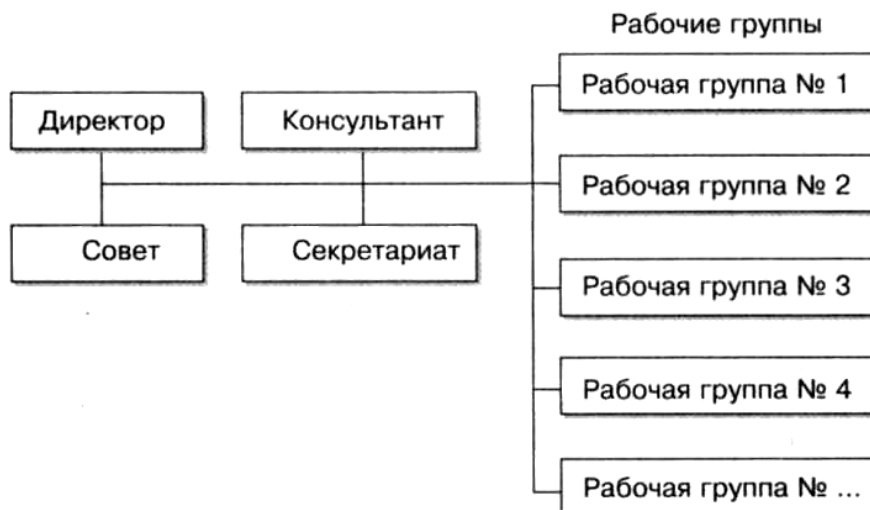 Рабочие группы
Директор
Консультант
Совет
Секретариат
Рабочая группа № 1
Рабочая группа № 2
Рабочая группа № 3
Рабочая группа № 4
Рабочая группа № ...